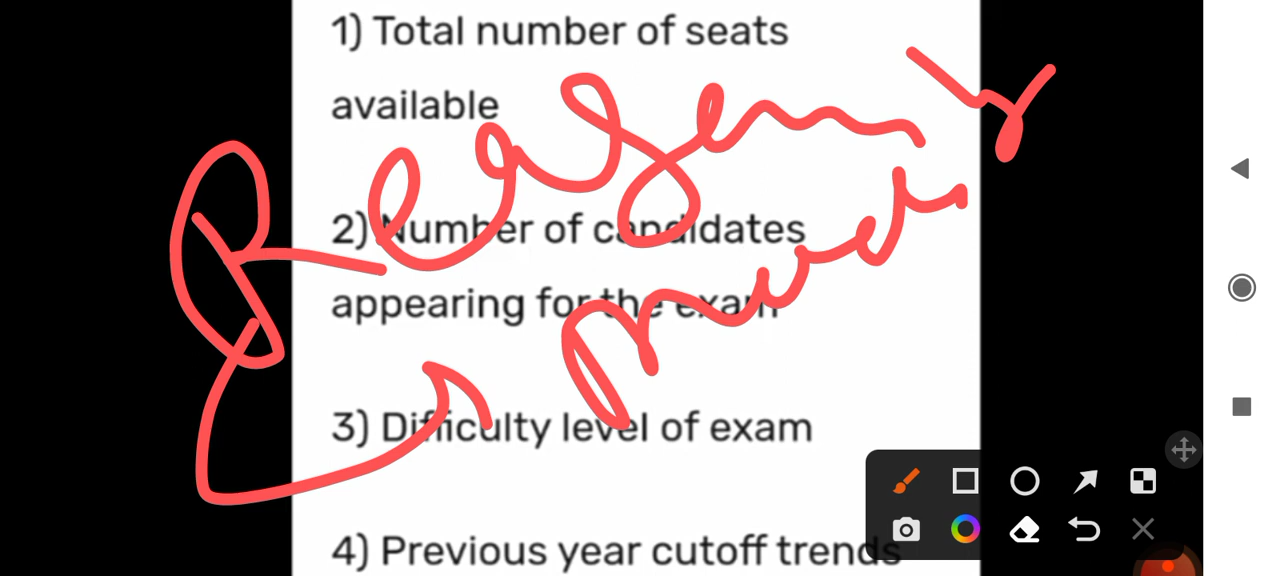 1) Total number of seats
available
2) Number of candidates
appearing for the exam
3) Difficulty level of exam
4) Previous year cutoff trends